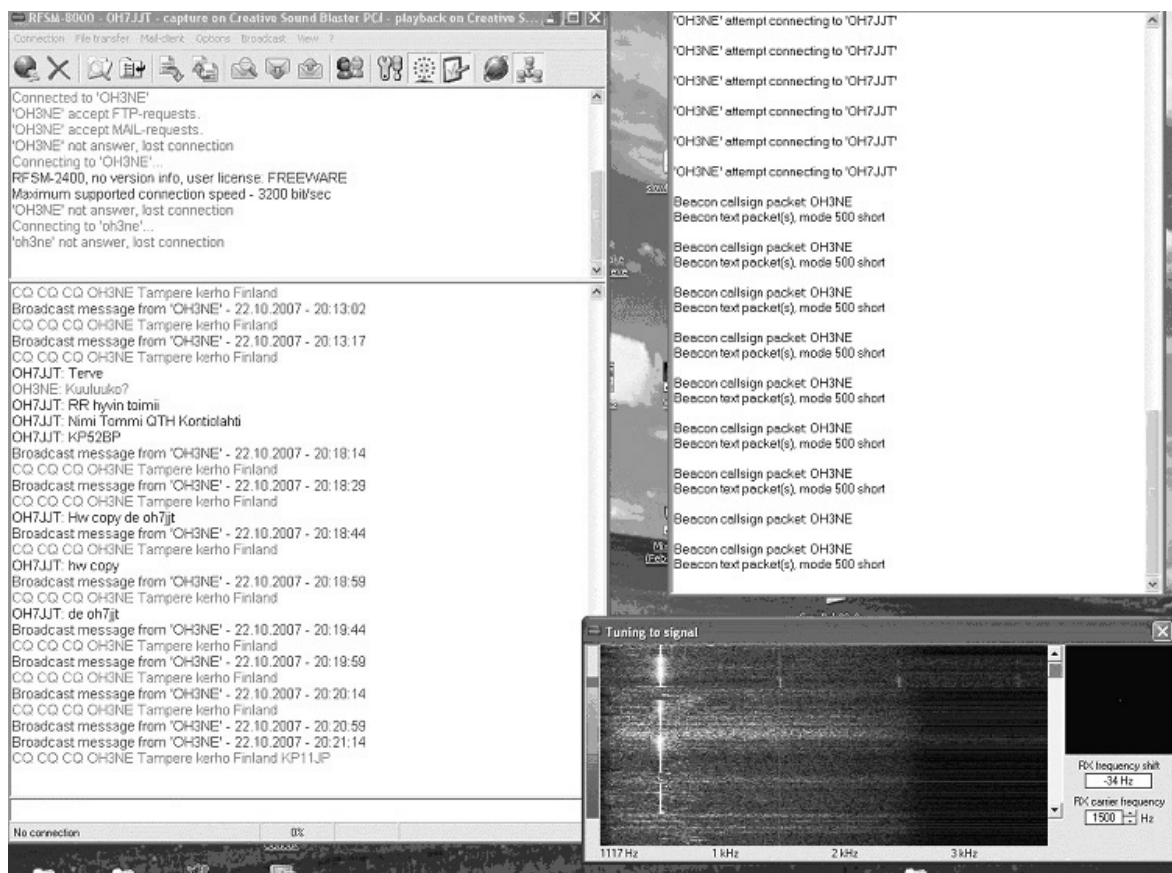 RFSM-8000 - OH7JJT - capture on Creative Sound Blaster PCI - playback on Creative S...
Connection File transfer Mail-client Options Broadcast View ?
Connected to 'OH3NE'
'OH3NE' accept FTP-requests.
'OH3NE' accept MAIL-requests.
'OH3NE' not answer, lost connection
Connecting to 'OH3NE'...
RFSM-2400, no version info, user license: FREEWARE
Maximum supported connection speed - 3200 bit/sec
'OH3NE' not answer, lost connection
Connecting to 'oh3ne'...
'oh3ne' not answer, lost connection
CQ CQ CQ OH3NE Tampere kerho Finland
Broadcast message from 'OH3NE' - 22.10.2007 - 20:13:02
CQ CQ CQ OH3NE Tampere kerho Finland
Broadcast message from 'OH3NE' - 22.10.2007 - 20:13:17
CQ CQ CQ OH3NE Tampere kerho Finland
OH7JJT: Terve
OH3NE: Kuuluuko?
OH7JJT: RR hyvin toimii
OH7JJT: Nimi Tommi QTH Kontiolahti
OH7JJT: KP52BP
Broadcast message from 'OH3NE' - 22.10.2007 - 20:18:14
CQ CQ CQ OH3NE Tampere kerho Finland
Broadcast message from 'OH3NE' - 22.10.2007 - 20:18:29
CQ CQ CQ OH3NE Tampere kerho Finland
OH7JJT: Hw copy de oh7jjt
Broadcast message from 'OH3NE' - 22.10.2007 - 20:18:44
CQ CQ CQ OH3NE Tampere kerho Finland
OH7JJT: hw copy
Broadcast message from 'OH3NE' - 22.10.2007 - 20:18:59
CQ CQ CQ OH3NE Tampere kerho Finland
OH7JJT: de oh7jjt
Broadcast message from 'OH3NE' - 22.10.2007 - 20:19:44
CQ CQ CQ OH3NE Tampere kerho Finland
Broadcast message from 'OH3NE' - 22.10.2007 - 20:19:59
CQ CQ CQ OH3NE Tampere kerho Finland
Broadcast message from 'OH3NE' - 22.10.2007 - 20:20:14
CQ CQ CQ OH3NE Tampere kerho Finland
Broadcast message from 'OH3NE' - 22.10.2007 - 20:20:59
Broadcast message from 'OH3NE' - 22.10.2007 - 20:21:14
CQ CQ CQ OH3NE Tampere kerho Finland KP11JP
No connection
0%
'OH3NE' attempt connecting to 'OH7JJT'
'OH3NE' attempt connecting to 'OH7JJT'
'OH3NE' attempt connecting to 'OH7JJT'
'OH3NE' attempt connecting to 'OH7JJT'
'OH3NE' attempt connecting to 'OH7JJT'
'OH3NE' attempt connecting to 'OH7JJT'
Beacon callsign packet: OH3NE
Beacon text packet(s), mode 500 short
Beacon callsign packet: OH3NE
Beacon text packet(s), mode 500 short
Beacon callsign packet: OH3NE
Beacon text packet(s), mode 500 short
Beacon callsign packet: OH3NE
Beacon text packet(s), mode 500 short
Beacon callsign packet: OH3NE
Beacon text packet(s), mode 500 short
Beacon callsign packet: OH3NE
Beacon text packet(s), mode 500 short
Beacon callsign packet: OH3NE
Beacon text packet(s), mode 500 short
Beacon callsign packet: OH3NE
Beacon callsign packet: OH3NE
Beacon text packet(s), mode 500 short
Tuning to signal
RX frequency shift
-34 Hz
RX carrier frequency
1500 Hz
1117 Hz 1 kHz 2 kHz 3 kHz